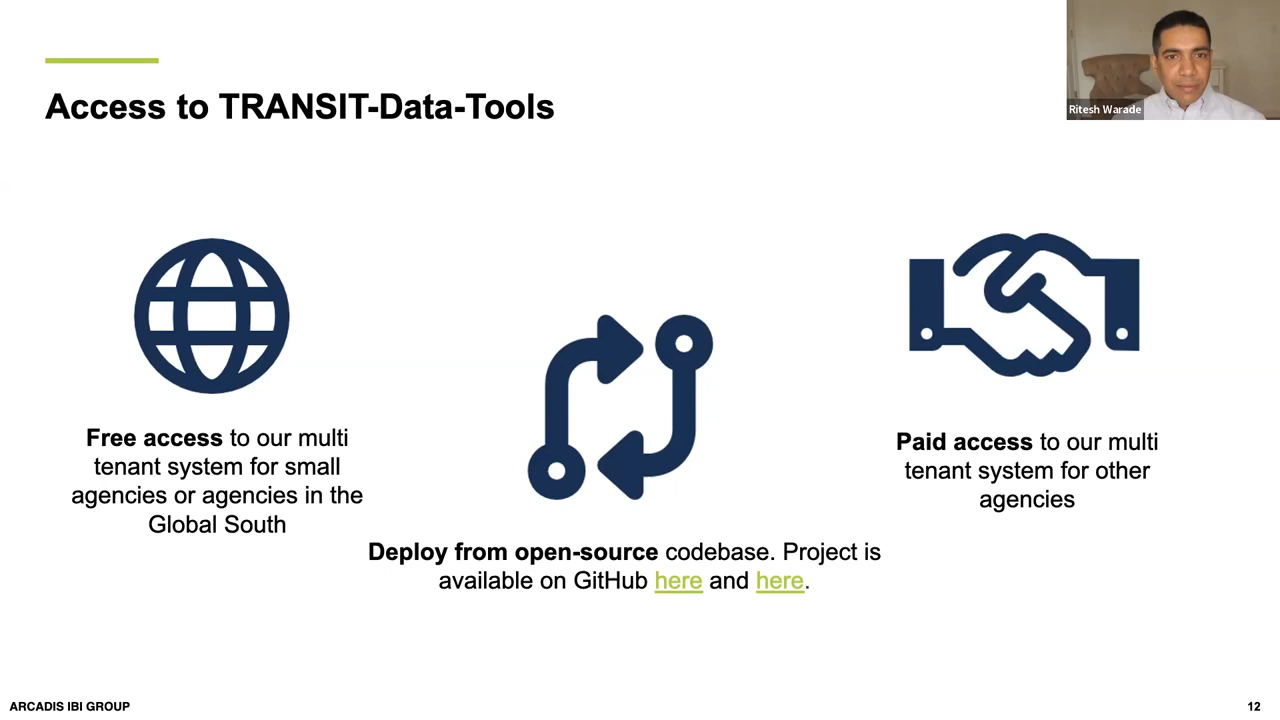 Ritesh Warade
Access to TRANSIT-Data-Tools
Free access to our multi
tenant system for small
agencies or agencies in the
Global South
Deploy from open-source codebase. Project is
available on GitHub here and here.
Paid access to our multi
tenant system for other
agencies
ARCADIS IBI GROUP
12